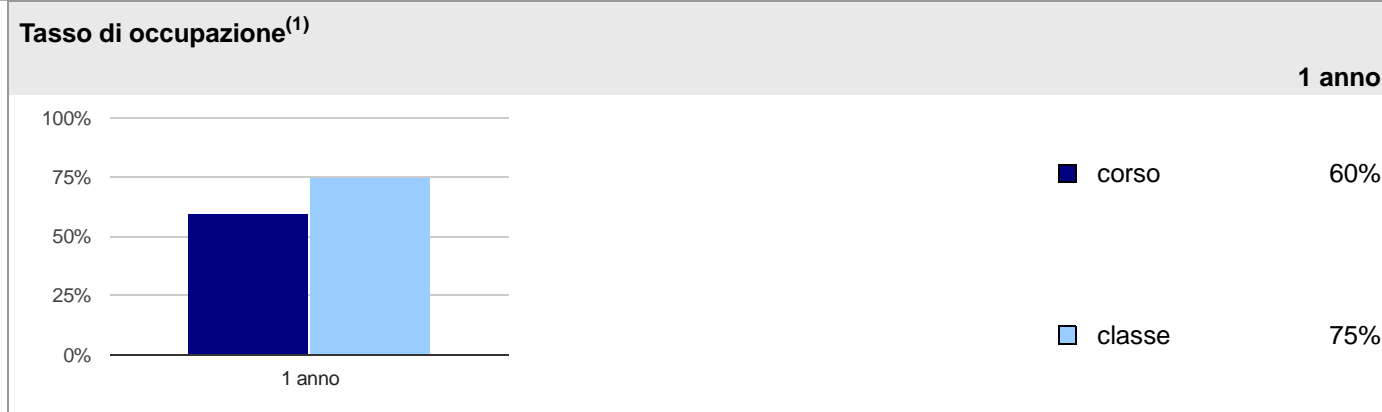 Tasso di occupazione(1)
1 anno
100%
75%
50%
25%
0%
1 anno
corso 60%
classe 75%